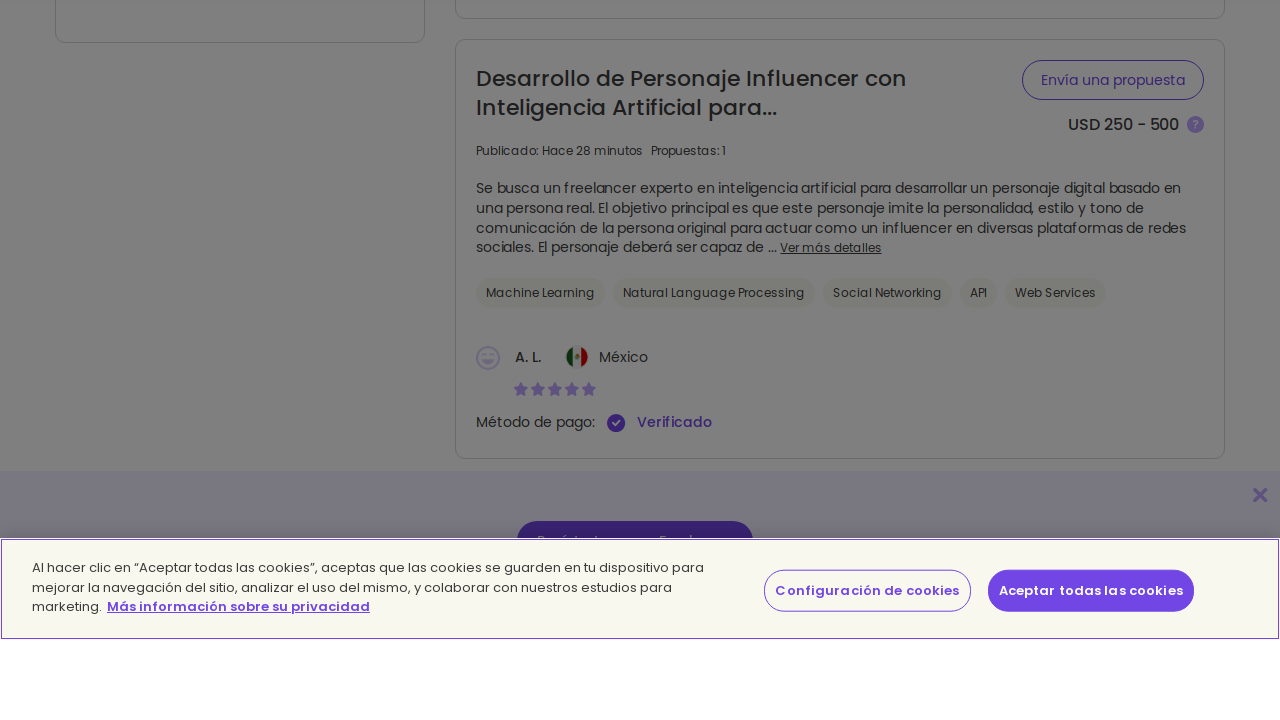 Desarrollo de Personaje Influencer con
Inteligencia Artificial para...
Envía una propuesta
USD 250 - 500 ?
Publicado: Hace 28 minutos Propuestas: 1
Se busca un freelancer experto en inteligencia artificial para desarrollar un personaje digital basado en
una persona real. El objetivo principal es que este personaje imite la personalidad, estilo y tono de
comunicación de la persona original para actuar como un influencer en diversas plataformas de redes
sociales. El personaje deberá ser capaz de ... Ver más detalles
Machine Learning Natural Language Processing Social Networking API Web Services
A. L. México
Método de pago: Verificado
Al hacer clic en “Aceptar todas las cookies”, aceptas que las cookies se guarden en tu dispositivo para
mejorar la navegación del sitio, analizar el uso del mismo, y colaborar con nuestros estudios para
marketing. Más información sobre su privacidad
Configuración de cookies
Aceptar todas las cookies